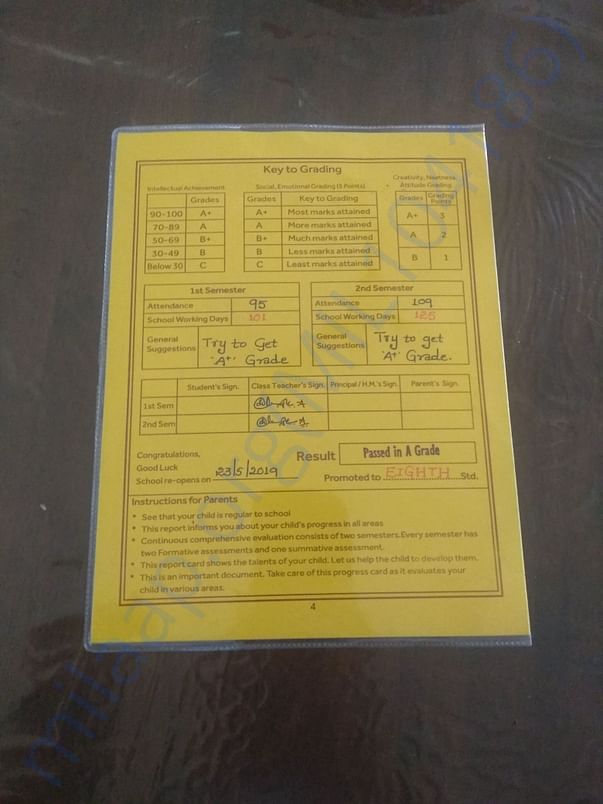 Key to Grading
Intellectual Achievement
Grades
90-100 A+
70-89 A
50-69 B+
30-49 B
Below 30 C
Social, Emotional Grading (5 Points)
Grades Key to Grading
A+ Most marks attained
A More marks attained
B+ Much marks attained
B Less marks attained
C Least marks attained
Creativity, Neatness,
Attitude Grading
Grades Grading Points
A+ 3
A 2
B 1
1st Semester
Attendance 95
School Working Days 101
General Suggestions Try to Get
'A+' Grade
2nd Semester
Attendance 109
School Working Days 125
General Suggestions Try to get
'A+' Grade.
Student's Sign. Class Teacher's Sign. Principal / H.M.'s Sign. Parent's Sign.
1st Sem
2nd Sem
Congratulations,
Good Luck
School re-opens on 23/5/2019
Result Passed in A Grade
Promoted to EIGHTH Std.
Instructions for Parents
* See that your child is regular to school
* This report informs you about your child's progress in all areas
* Continuous comprehensive evaluation consists of two semesters.Every semester has
two Formative assessments and one summative assessment.
* This report card shows the talents of your child. Let us help the child to develop them.
* This is an important document. Take care of this progress card as it evaluates your
child in various areas.
4